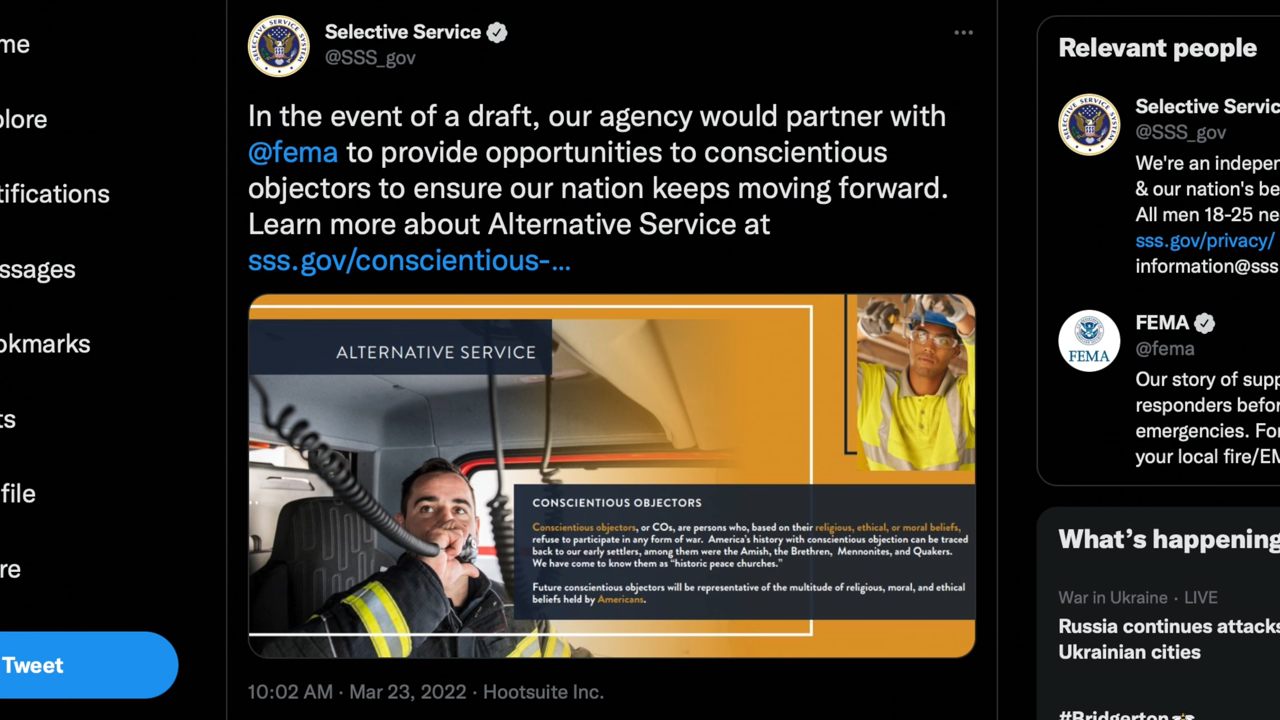 me
plore
tifications
ssages
okmarks
ts
file
re
Tweet
Selective Service
@SSS_gov
In the event of a draft, our agency would partner with
@fema to provide opportunities to conscientious
objectors to ensure our nation keeps moving forward.
Learn more about Alternative Service at
sss.gov/conscientious-...
ALTERNATIVE SERVICE
CONSCIENTIOUS OBJECTORS
Conscientious objectors, or COs, are persons who, based on their religious, ethical, or moral beliefs,
refuse to participate in any form of war. America's history with conscientious objection can be traced
back to our early settlers, among them were the Amish, the Brethren, Mennonites, and Quakers.
We have come to know them as "historic peace churches."
Future conscientious objectors will be representative of the multitude of religious, moral, and ethical
beliefs held by Americans.
10:02 AM · Mar 23, 2022 · Hootsuite Inc.
Relevant people
Selective Servic
@SSS_gov
We're an indepen
& our nation's be
All men 18-25 ne
sss.gov/privacy/
information@sss
FEMA
@fema
FEMA
Our story of supp
responders befor
emergencies. For
your local fire/EM
What's happening
War in Ukraine · LIVE
Russia continues attacks
Ukrainian cities
#Bridgerton